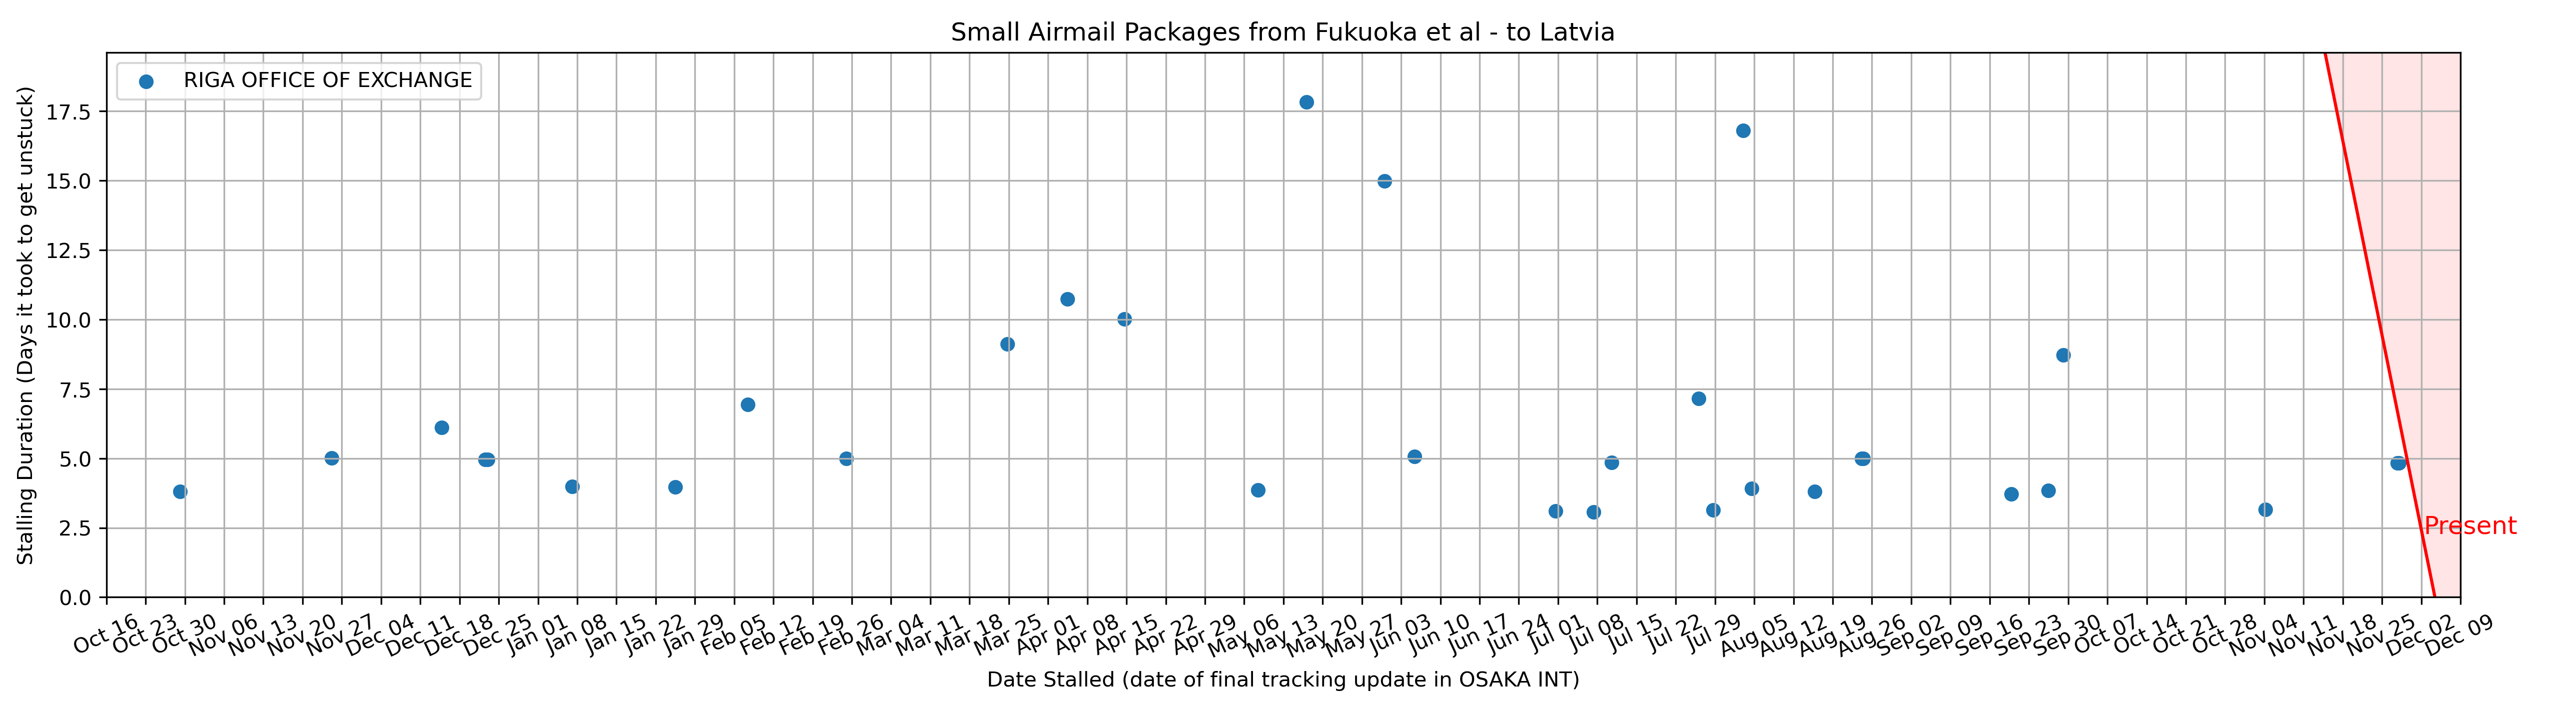 Small Airmail Packages from Fukuoka et al - to Latvia
RIGA OFFICE OF EXCHANGE
Stalling Duration (Days it took to get unstuck)
17.5
15.0
12.5
10.0
7.5
5.0
2.5
0.0
Present
Oct 16
Oct 23
Oct 30
Nov 06
Nov 13
Nov 20
Nov 27
Dec 04
Dec 11
Dec 18
Dec 25
Jan 01
Jan 08
Jan 15
Jan 22
Jan 29
Feb 05
Feb 12
Feb 19
Feb 26
Mar 04
Mar 11
Mar 18
Mar 25
Apr 01
Apr 08
Apr 15
Apr 22
Apr 29
May 06
May 13
May 20
May 27
Jun 03
Jun 10
Jun 17
Jun 24
Jul 01
Jul 08
Jul 15
Jul 22
Jul 29
Aug 05
Aug 12
Aug 19
Aug 26
Sep 02
Sep 09
Sep 16
Sep 23
Sep 30
Oct 07
Oct 14
Oct 21
Oct 28
Nov 04
Nov 11
Nov 18
Nov 25
Dec 02
Dec 09
Date Stalled (date of final tracking update in OSAKA INT)